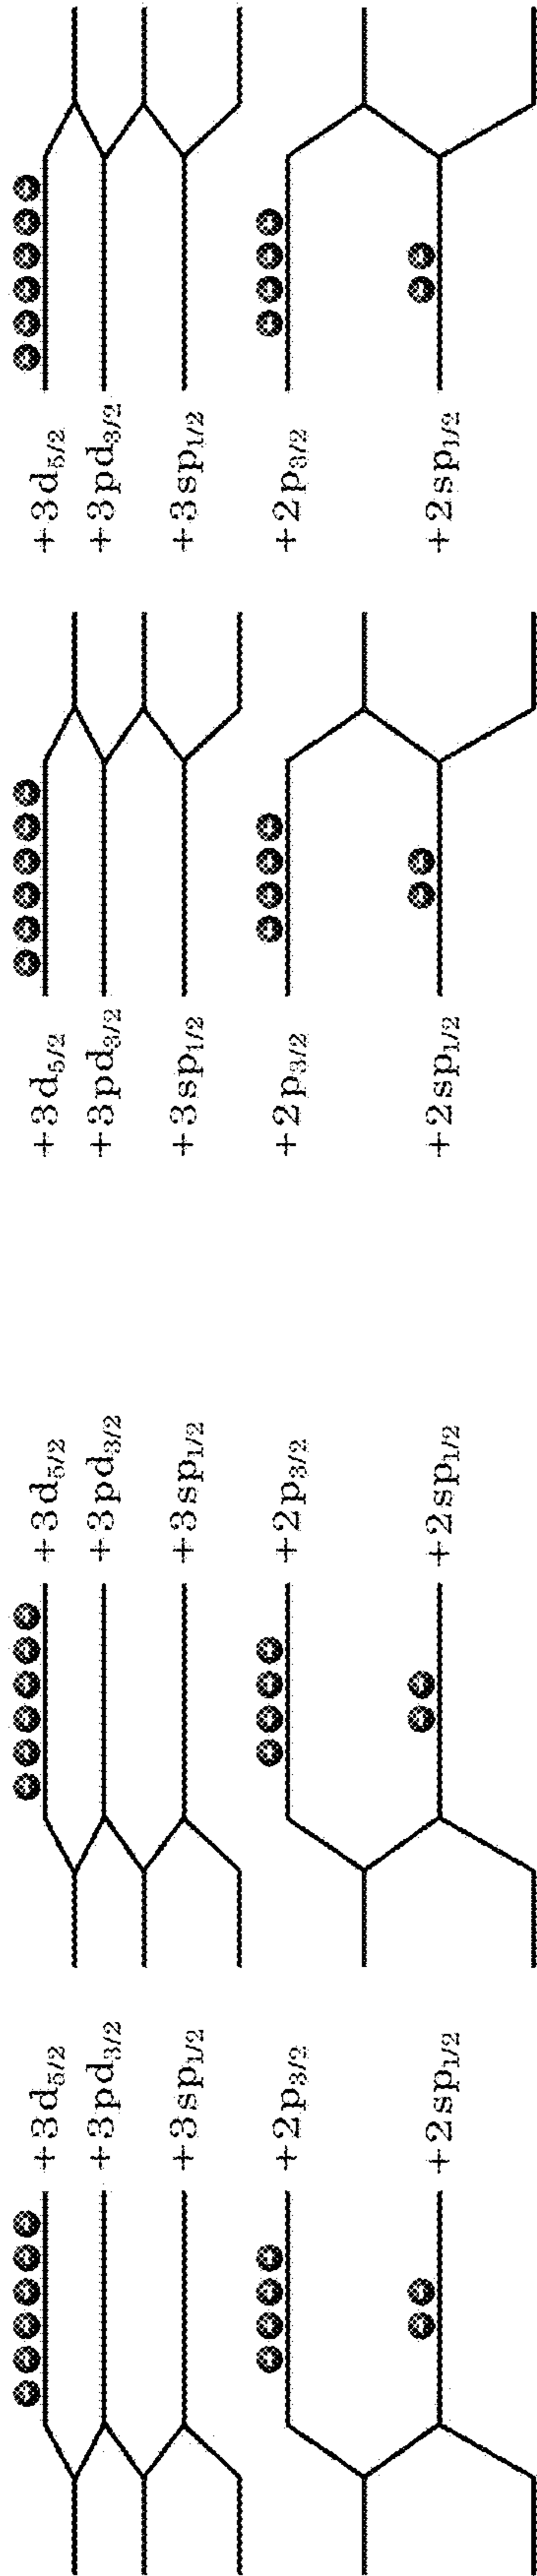 +3d₅/₂
+3pd₃/₂
+3sp₁/₂
+2p₃/₂
+2sp₁/₂
+3d₅/₂
+3pd₃/₂
+3sp₁/₂
+2p₃/₂
+2sp₁/₂
+3d₅/₂
+3pd₃/₂
+3sp₁/₂
+2p₃/₂
+2sp₁/₂
+3d₅/₂
+3pd₃/₂
+3sp₁/₂
+2p₃/₂
+2sp₁/₂